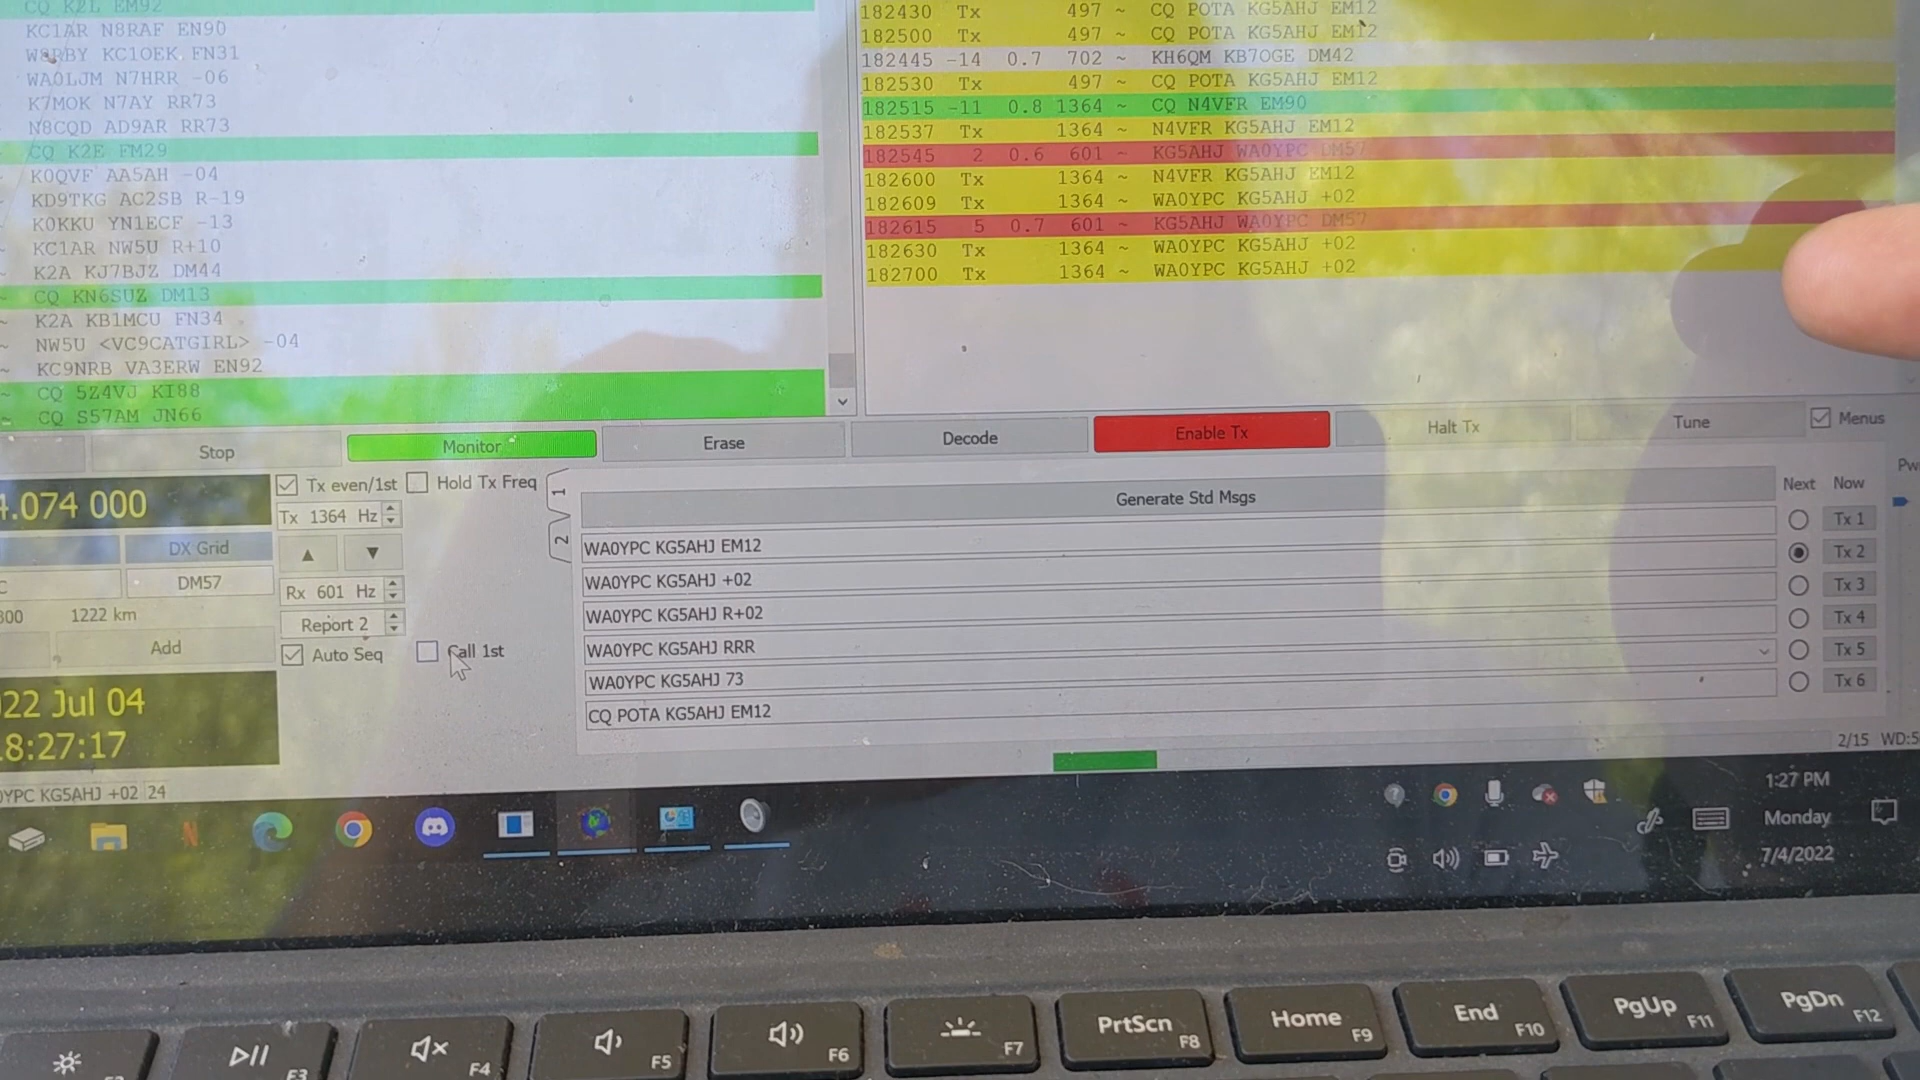 CQ K2L EM92
KC1AR N8RAF EN90
W8RBY KC1OEK FN31
WA0LJM N7HRR -06
K7MOK N7AY RR73
N8CQD AD9AR RR73
CQ K2E FM29
K0QVF AA5AH -04
KD9TKG AC2SB R-19
K0KKU YN1ECF -13
KC1AR NW5U R+10
K2A KJ7BJZ DM44
~ CQ KN6SUZ DM13
~ K2A KB1MCU FN34
~ NW5U <VC9CATGIRL> -04
~ KC9NRB VA3ERW EN92
~ CQ 5Z4VJ KI88
~ CQ S57AM JN66
182430 Tx 497 ~ CQ POTA KG5AHJ EM12
182500 Tx 497 ~ CQ POTA KG5AHJ EM12
182445 -14 0.7 702 ~ KH6QM KB7OGE DM42
182530 Tx 497 ~ CQ POTA KG5AHJ EM12
182515 -11 0.8 1364 ~ CQ N4VFR EM90
182537 Tx 1364 ~ N4VFR KG5AHJ EM12
182545 2 0.6 601 ~ KG5AHJ WA0YPC DM57
182600 Tx 1364 ~ N4VFR KG5AHJ EM12
182609 Tx 1364 ~ WA0YPC KG5AHJ +02
182615 5 0.7 601 ~ KG5AHJ WA0YPC DM57
182630 Tx 1364 ~ WA0YPC KG5AHJ +02
182700 Tx 1364 ~ WA0YPC KG5AHJ +02
Stop Monitor Erase Decode Enable Tx Halt Tx Tune Menus
4.074 000
Tx even/1st Hold Tx Freq
Tx 1364 Hz
DX Grid
DM57
Rx 601 Hz
1222 km
Report 2
Add
Auto Seq Call 1st
22 Jul 04
8:27:17
YPC KG5AHJ +02 24
1
2
Generate Std Msgs
Next Now
Pw
WA0YPC KG5AHJ EM12
Tx 1
WA0YPC KG5AHJ +02
Tx 2
WA0YPC KG5AHJ R+02
Tx 3
WA0YPC KG5AHJ RRR
Tx 4
WA0YPC KG5AHJ 73
Tx 5
CQ POTA KG5AHJ EM12
Tx 6
2/15 WD:5
1:27 PM
Monday
7/4/2022
F3
F4
F5
F6
F7
PrtScn F8
Home F9
End F10
PgUp F11
PgDn F12